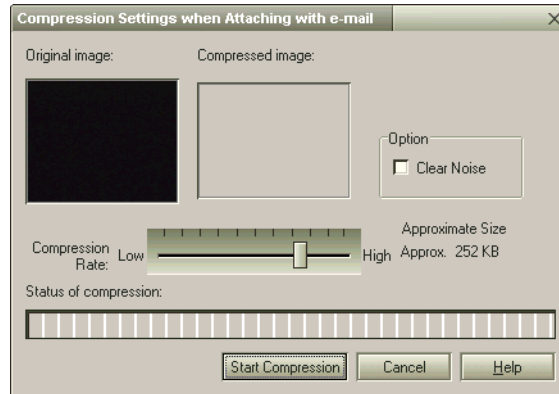 Compression Settings when Attaching with e-mail
Original image:
Compressed image:
Option
Clear Noise
Compression Rate:
Low
High
Approximate Size
Approx. 252 KB
Status of compression:
Start Compression
Cancel
Help